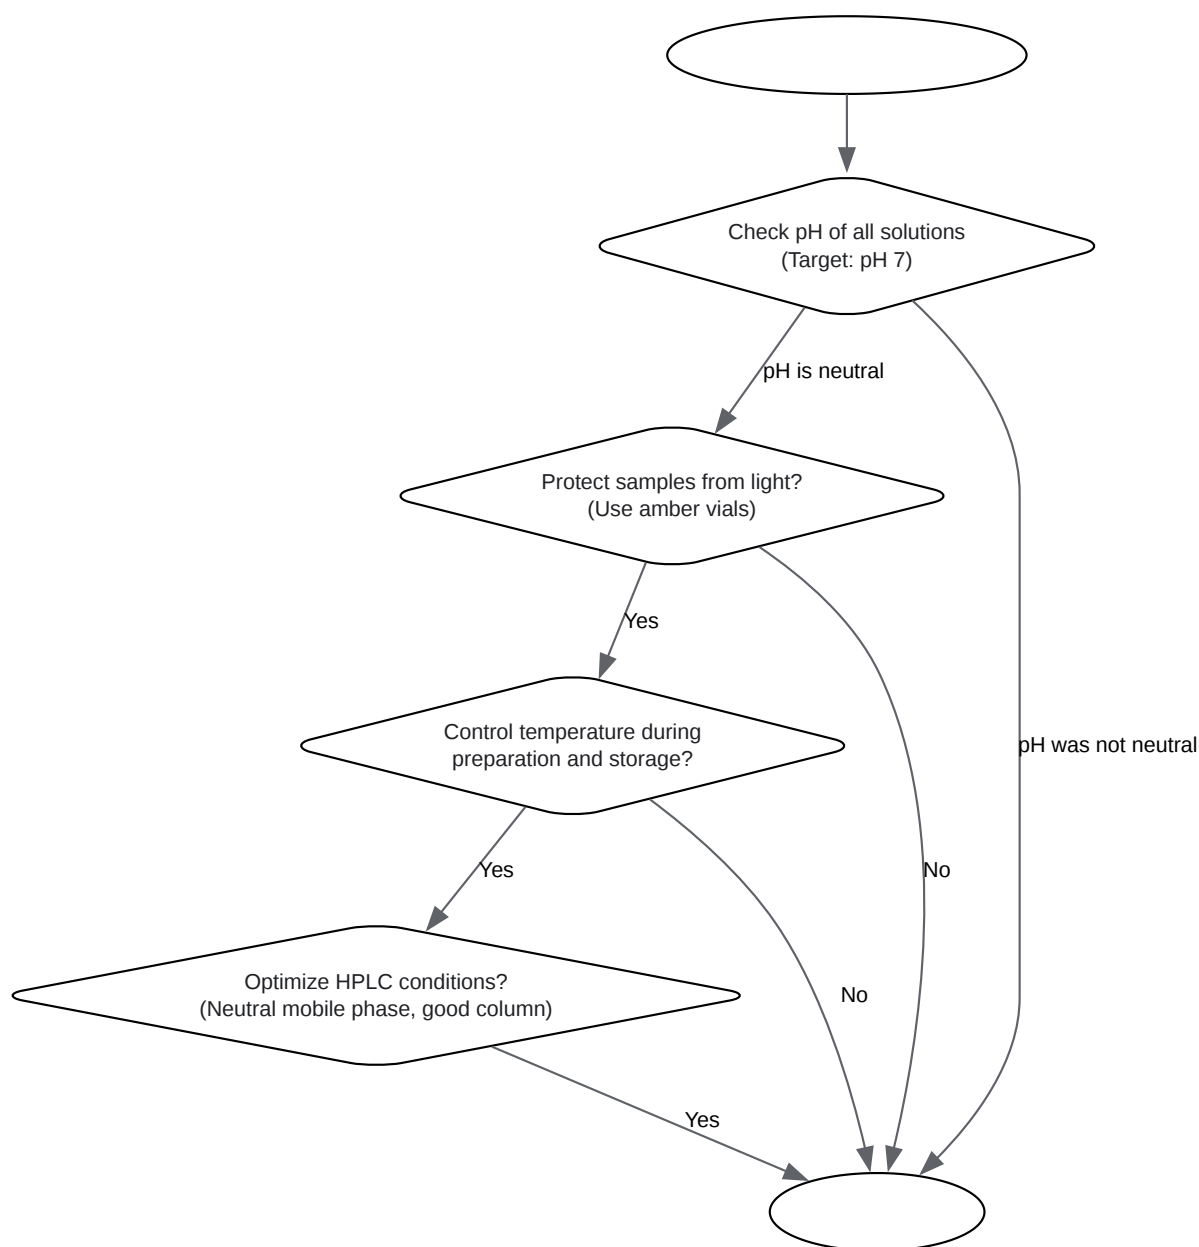 Check pH of all solutions
(Target: pH 7)
pH is neutral
Protect samples from light?
(Use amber vials)
Yes
Control temperature during
preparation and storage?
pH was not neutral
Yes
No
Optimize HPLC conditions?
(Neutral mobile phase, good column)
No
Yes